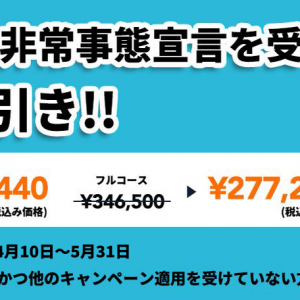 非常事態宣言を受
引き!!
440
税込み価格)
フルコース
¥346,500
▶
¥277,2
(税込
4月10日～5月31日
かつ他のキャンペーン適用を受けていない